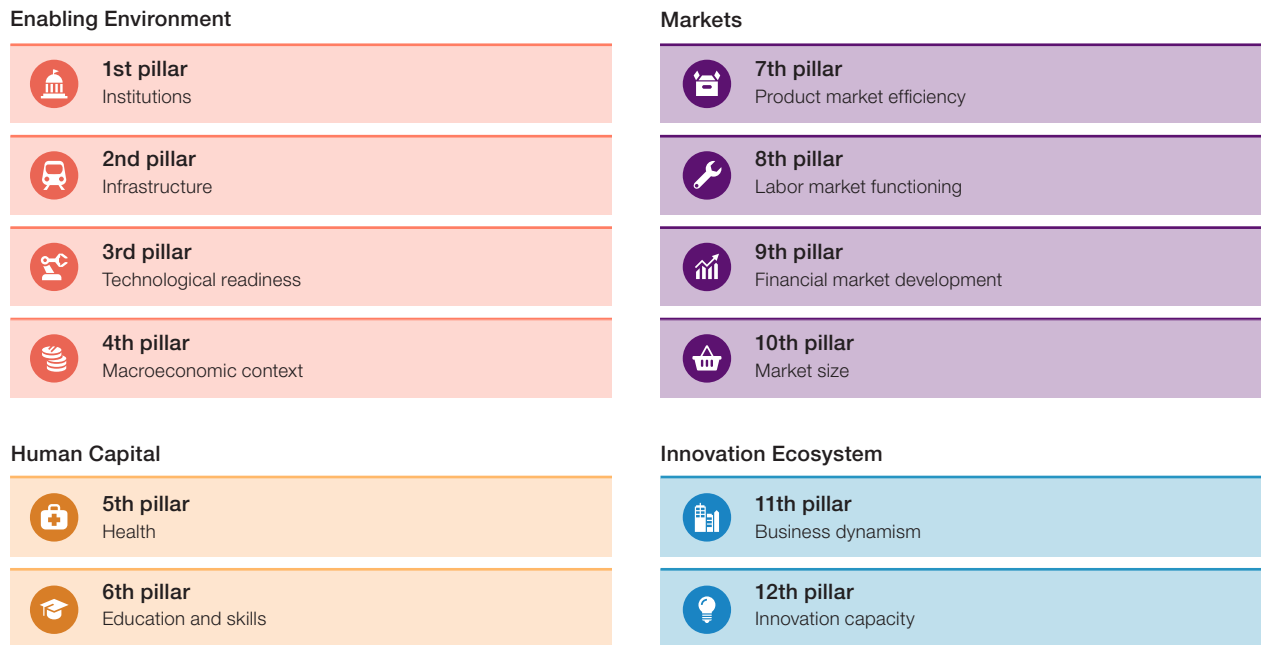 Enabling Environment
1st pillar
Institutions
2nd pillar
Infrastructure
3rd pillar
Technological readiness
4th pillar
Macroeconomic context
Human Capital
5th pillar
Health
6th pillar
Education and skills
Markets
7th pillar
Product market efficiency
8th pillar
Labor market functioning
9th pillar
Financial market development
10th pillar
Market size
Innovation Ecosystem
11th pillar
Business dynamism
12th pillar
Innovation capacity